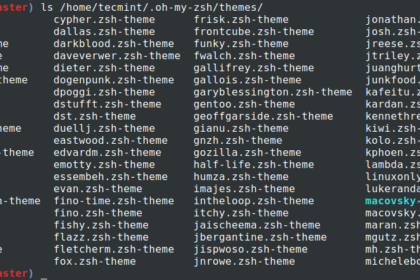 aster) ls /home/tecmint/.oh-my-zsh/themes/
cypher.zsh-theme frisk.zsh-theme jonathan.
dallas.zsh-theme frontcube.zsh-theme josh.zsh-
e darkblood.zsh-theme funky.zsh-theme jreese.zs
daveverwer.zsh-theme fwalch.zsh-theme jtriley.z
e dieter.zsh-theme gallifrey.zsh-theme juanghurt
theme dogenpunk.zsh-theme gallois.zsh-theme junkfood.
dpoggi.zsh-theme garyblessington.zsh-theme kafeitu.z
dstufft.zsh-theme gentoo.zsh-theme kardan.zs
dst.zsh-theme geoffgarside.zsh-theme kennethre
duellj.zsh-theme gianu.zsh-theme kiwi.zsh-
eastwood.zsh-theme gnzh.zsh-theme kolo.zsh-
-theme edvardm.zsh-theme gozilla.zsh-theme kphoen.zs
emotty.zsh-theme half-life.zsh-theme lambda.zs
essembeh.zsh-theme humza.zsh-theme linuxonly
evan.zsh-theme imajes.zsh-theme lukeranda
h-theme fino-time.zsh-theme intheloop.zsh-theme macovsky-
fino.zsh-theme itchy.zsh-theme macovsky.
fishy.zsh-theme jaischeema.zsh-theme maran.zsh
flazz.zsh-theme jbergantine.zsh-theme mgutz.zsh
e fletcherm.zsh-theme jispwoso.zsh-theme mh.zsh-th
fox.zsh-theme jnrowe.zsh-theme michelebo
aster)